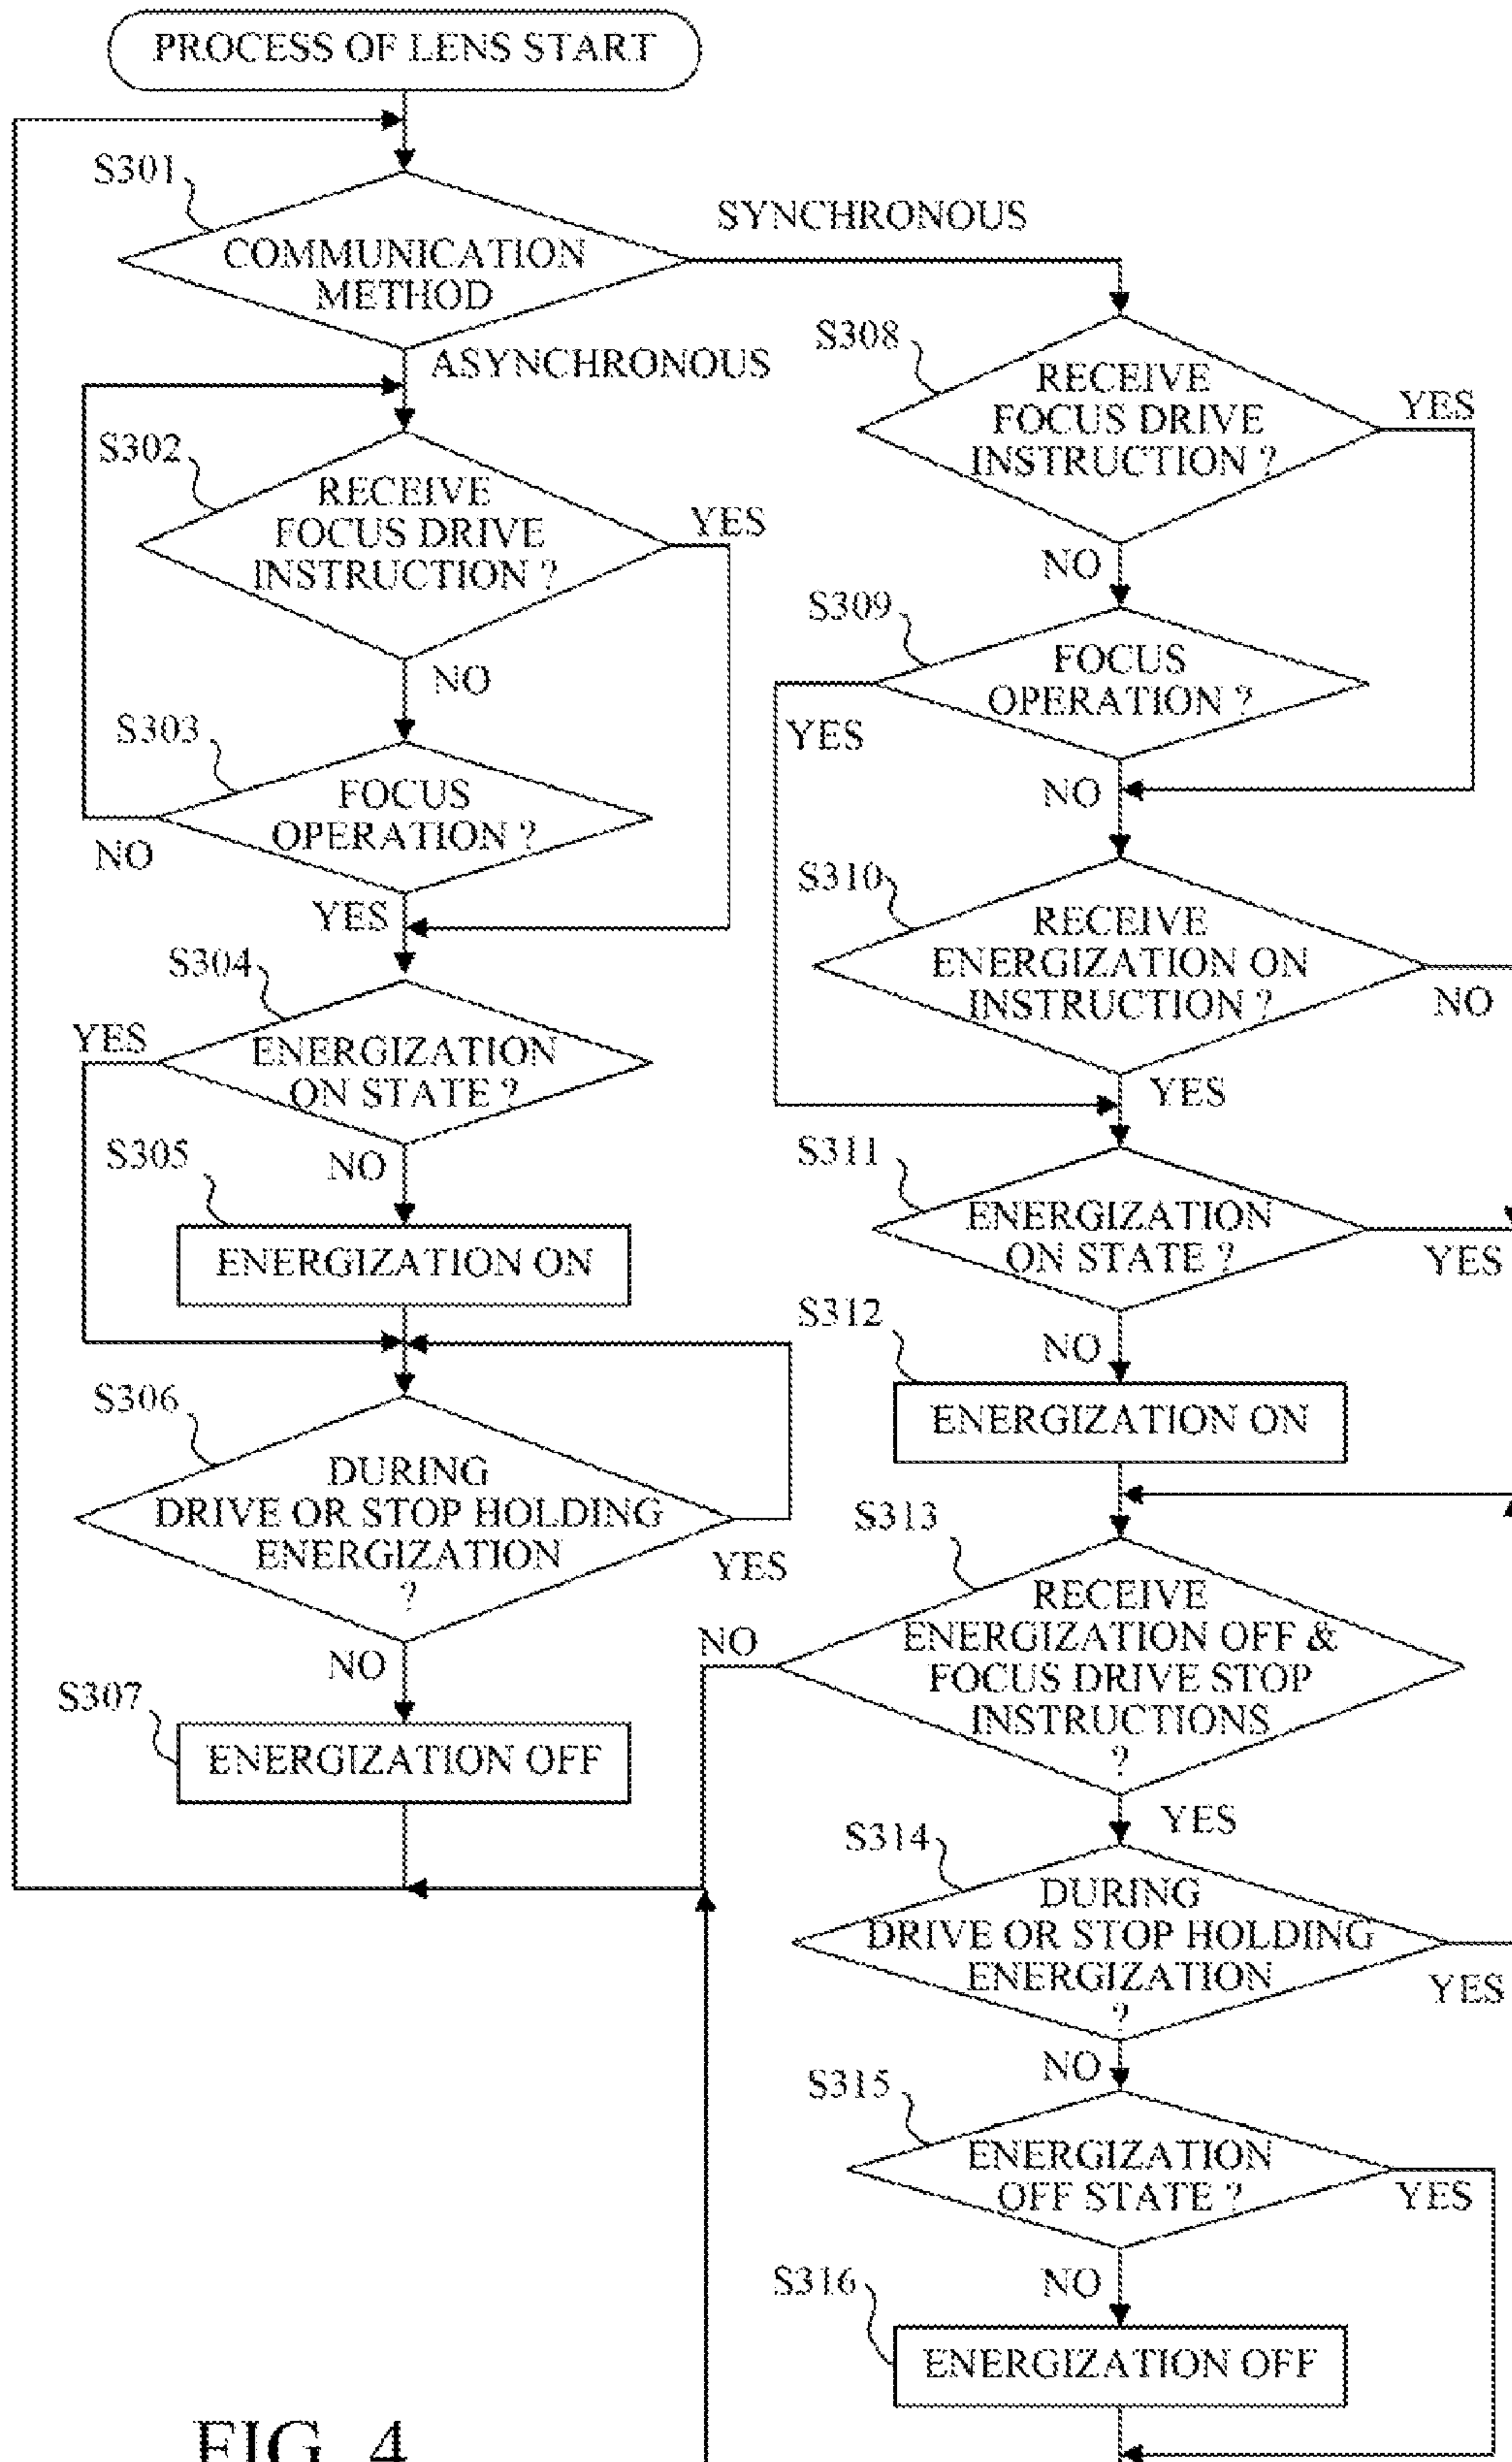 PROCESS OF LENS START
S301
COMMUNICATION
METHOD
SYNCHRONOUS
ASYNCHRONOUS
S302
RECEIVE
FOCUS DRIVE
INSTRUCTION ?
YES
NO
S303
FOCUS
OPERATION ?
NO
YES
S304
YES
ENERGIZATION
ON STATE ?
NO
S305
ENERGIZATION ON
S306
DURING
DRIVE OR STOP HOLDING
ENERGIZATION
?
YES
NO
S307
ENERGIZATION OFF
S308
RECEIVE
FOCUS DRIVE
INSTRUCTION ?
YES
NO
S309
FOCUS
OPERATION ?
YES
NO
S310
RECEIVE
ENERGIZATION ON
INSTRUCTION ?
NO
YES
S311
ENERGIZATION
ON STATE ?
YES
NO
S312
ENERGIZATION ON
S313
RECEIVE
ENERGIZATION OFF &
FOCUS DRIVE STOP
INSTRUCTIONS
?
NO
YES
S314
DURING
DRIVE OR STOP HOLDING
ENERGIZATION
?
YES
NO
S315
ENERGIZATION
OFF STATE ?
YES
NO
S316
ENERGIZATION OFF
FIG. 4